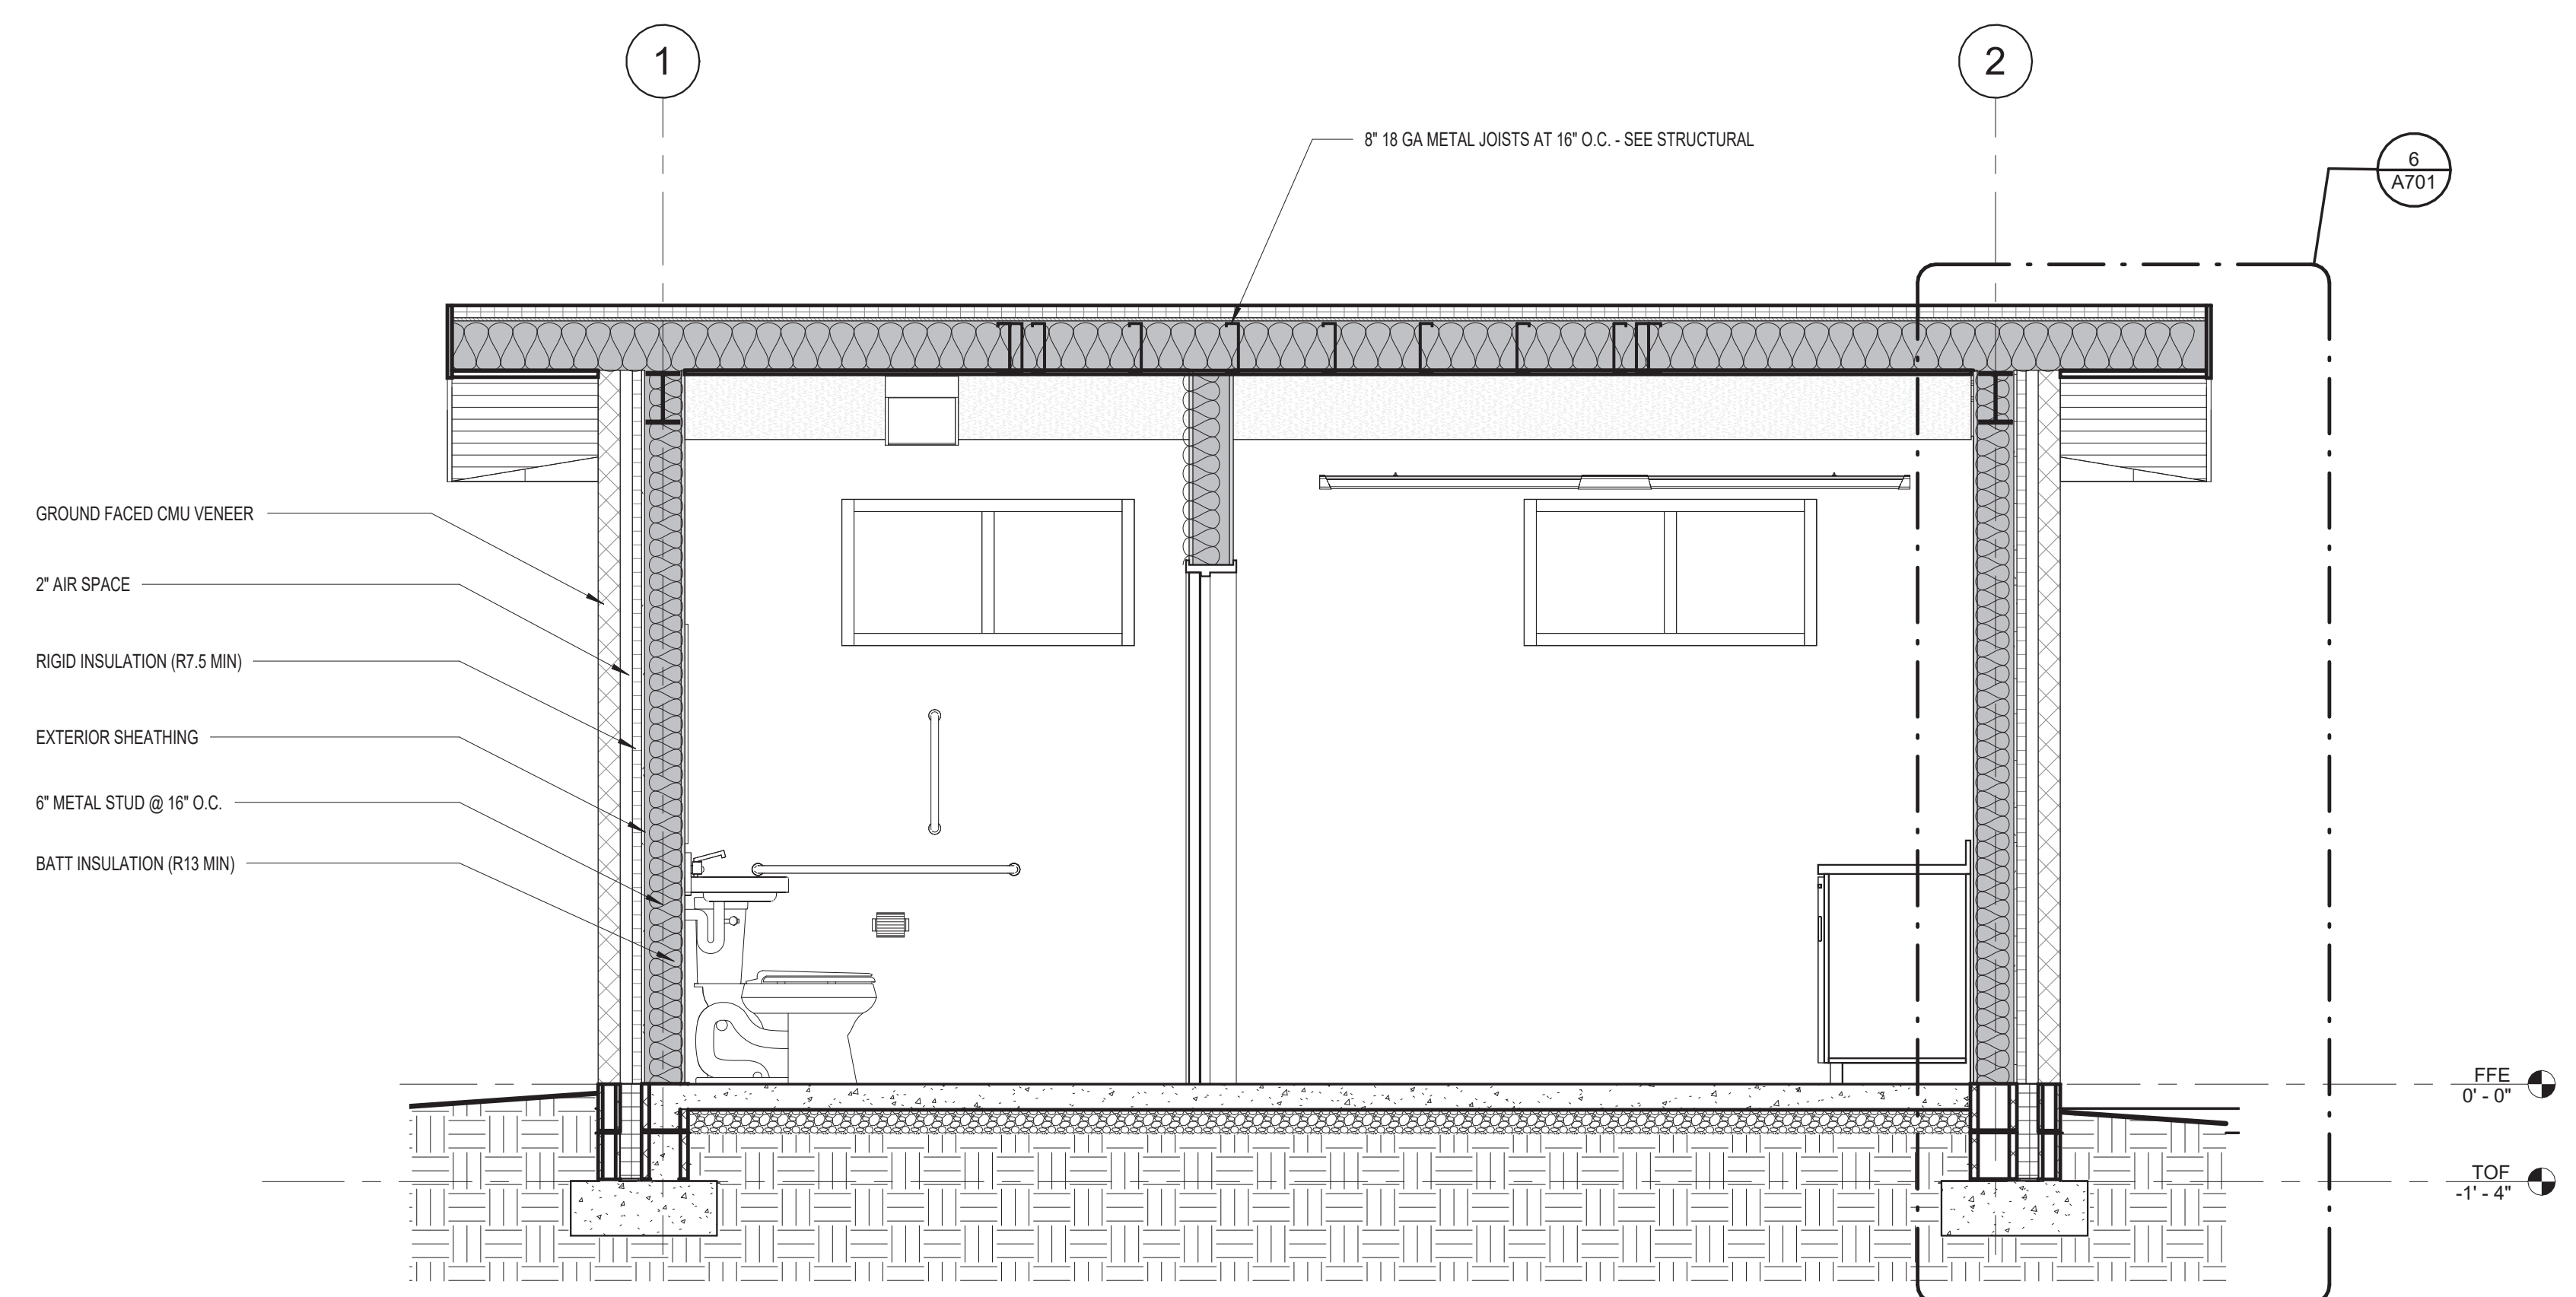 1
2
8" 18 GA METAL JOISTS AT 16" O.C. - SEE STRUCTURAL
6
A701
GROUND FACED CMU VENEER
2" AIR SPACE
RIGID INSULATION (R7.5 MIN)
EXTERIOR SHEATHING
6" METAL STUD @ 16" O.C.
BATT INSULATION (R13 MIN)
FFE
0' - 0"
TOF
-1' - 4"